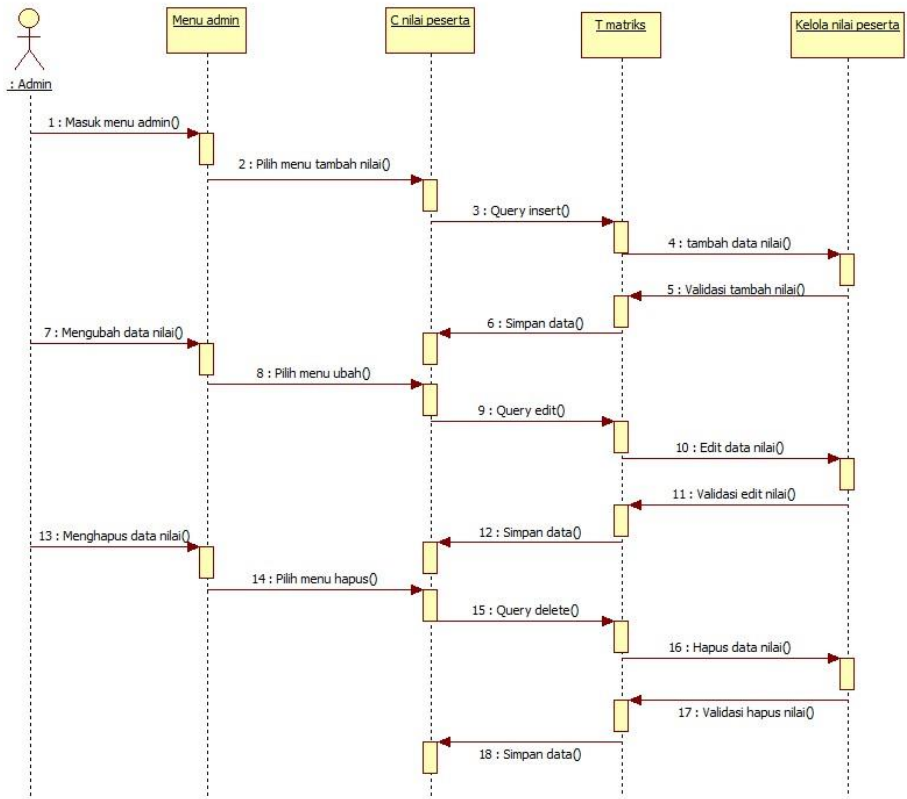 Menu admin
C nilai peserta
T matriks
Kelola nilai peserta
: Admin
1 : Masuk menu admin()
2 : Pilih menu tambah nilai()
3 : Query insert()
4 : tambah data nilai()
5 : Validasi tambah nilai()
6 : Simpan data()
7 : Mengubah data nilai()
8 : Pilih menu ubah()
9 : Query edit()
10 : Edit data nilai()
11 : Validasi edit nilai()
12 : Simpan data()
13 : Menghapus data nilai()
14 : Pilih menu hapus()
15 : Query delete()
16 : Hapus data nilai()
17 : Validasi hapus nilai()
18 : Simpan data()